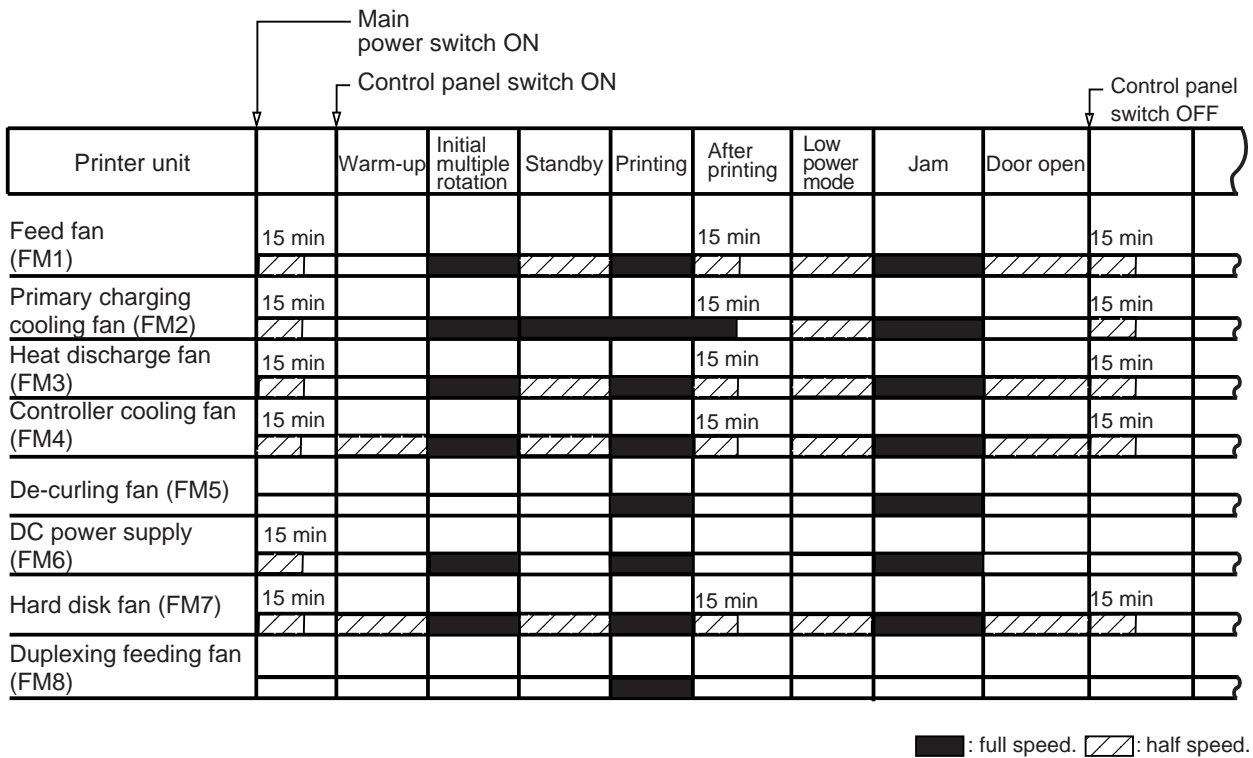 Main
power switch ON
Control panel switch ON
Control panel
switch OFF
Printer unit
Warm-up
Initial
multiple
rotation
Standby
Printing
After
printing
Low
power
mode
Jam
Door open
Feed fan
(FM1)
15 min
15 min
15 min
Primary charging
cooling fan (FM2)
15 min
15 min
15 min
Heat discharge fan
(FM3)
15 min
15 min
15 min
Controller cooling fan
(FM4)
15 min
15 min
15 min
De-curling fan (FM5)
DC power supply
(FM6)
15 min
Hard disk fan (FM7)
15 min
15 min
15 min
Duplexing feeding fan
(FM8)
: full speed.
: half speed.